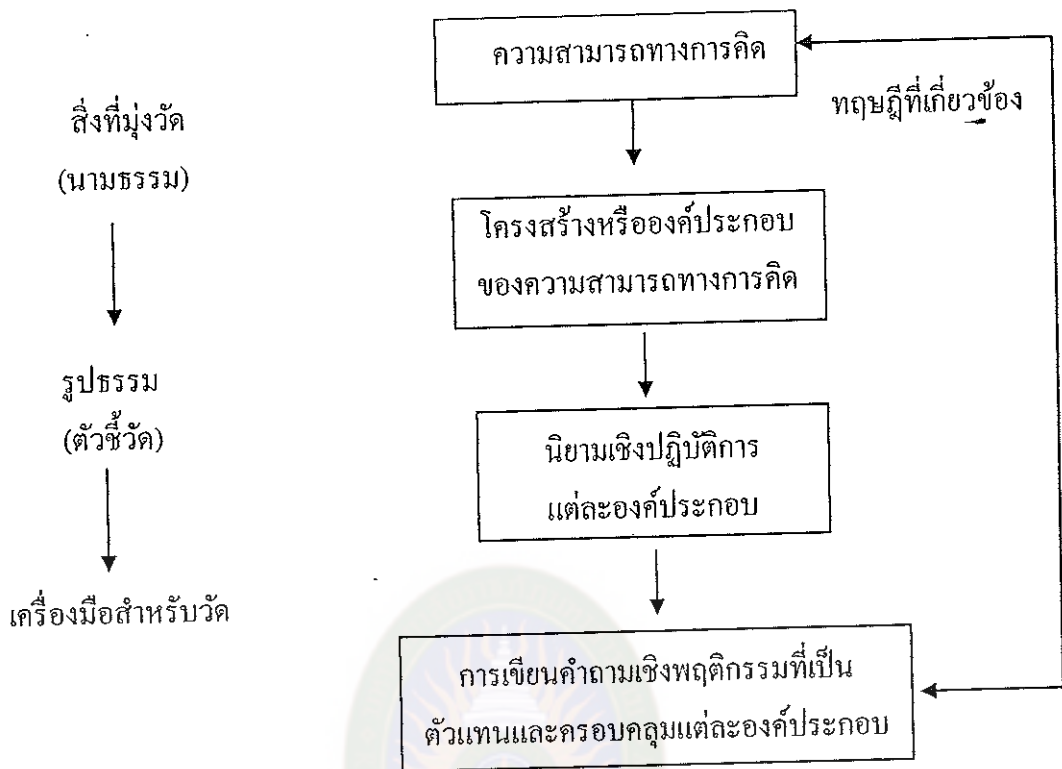 ความสามารถทางการคิด
ทฤษฎีที่เกี่ยวข้อง
สิ่งที่มุ่งวัด
(นามธรรม)
โครงสร้างหรือองค์ประกอบ
ของความสามารถทางการคิด
รูปธรรม
(ตัวชี้วัด)
นิยามเชิงปฏิบัติการ
แต่ละองค์ประกอบ
เครื่องมือสำหรับวัด
การเขียนคำถามเชิงพฤติกรรมที่เป็น
ตัวแทนและครอบคลุมแต่ละองค์ประกอบ